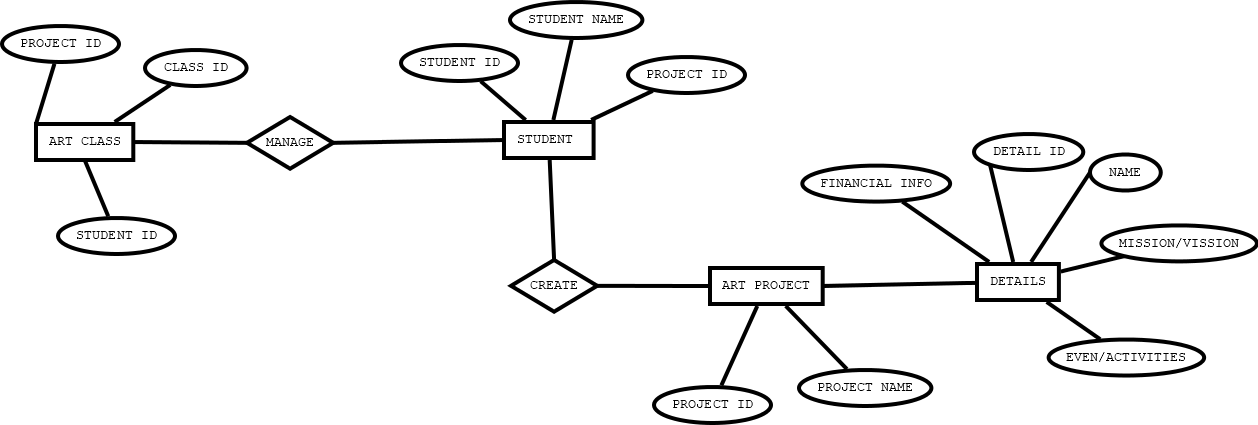 STUDENT NAME
PROJECT ID
CLASS ID
STUDENT ID
PROJECT ID
ART CLASS
MANAGE
STUDENT
STUDENT ID
DETAIL ID
NAME
FINANCIAL INFO
MISSION/VISSION
CREATE
ART PROJECT
DETAILS
EVEN/ACTIVITIES
PROJECT ID
PROJECT NAME